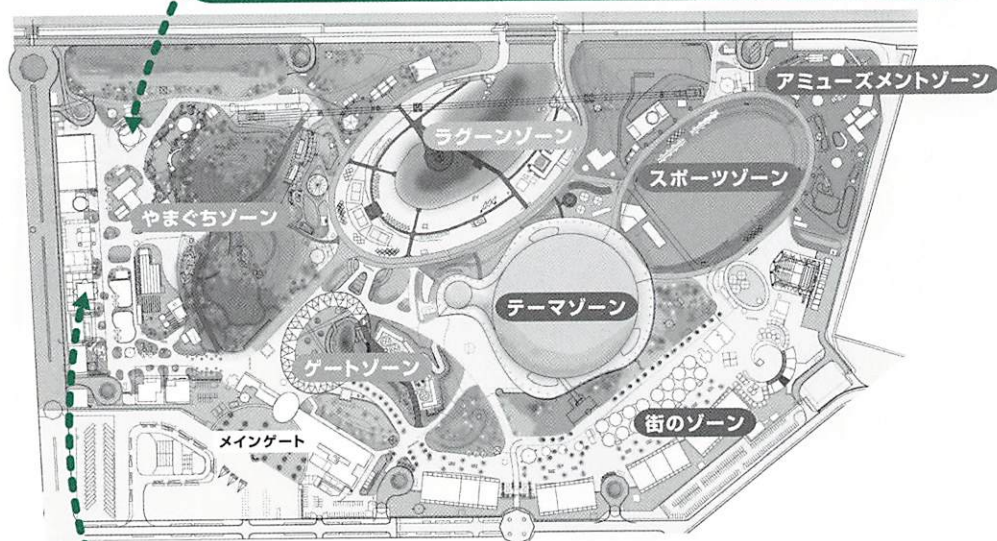 アミューズメントゾーン
ラグーンゾーン
スポーツゾーン
やまぐちゾーン
テーマゾーン
ゲートゾーン
街のゾーン
メインゲート